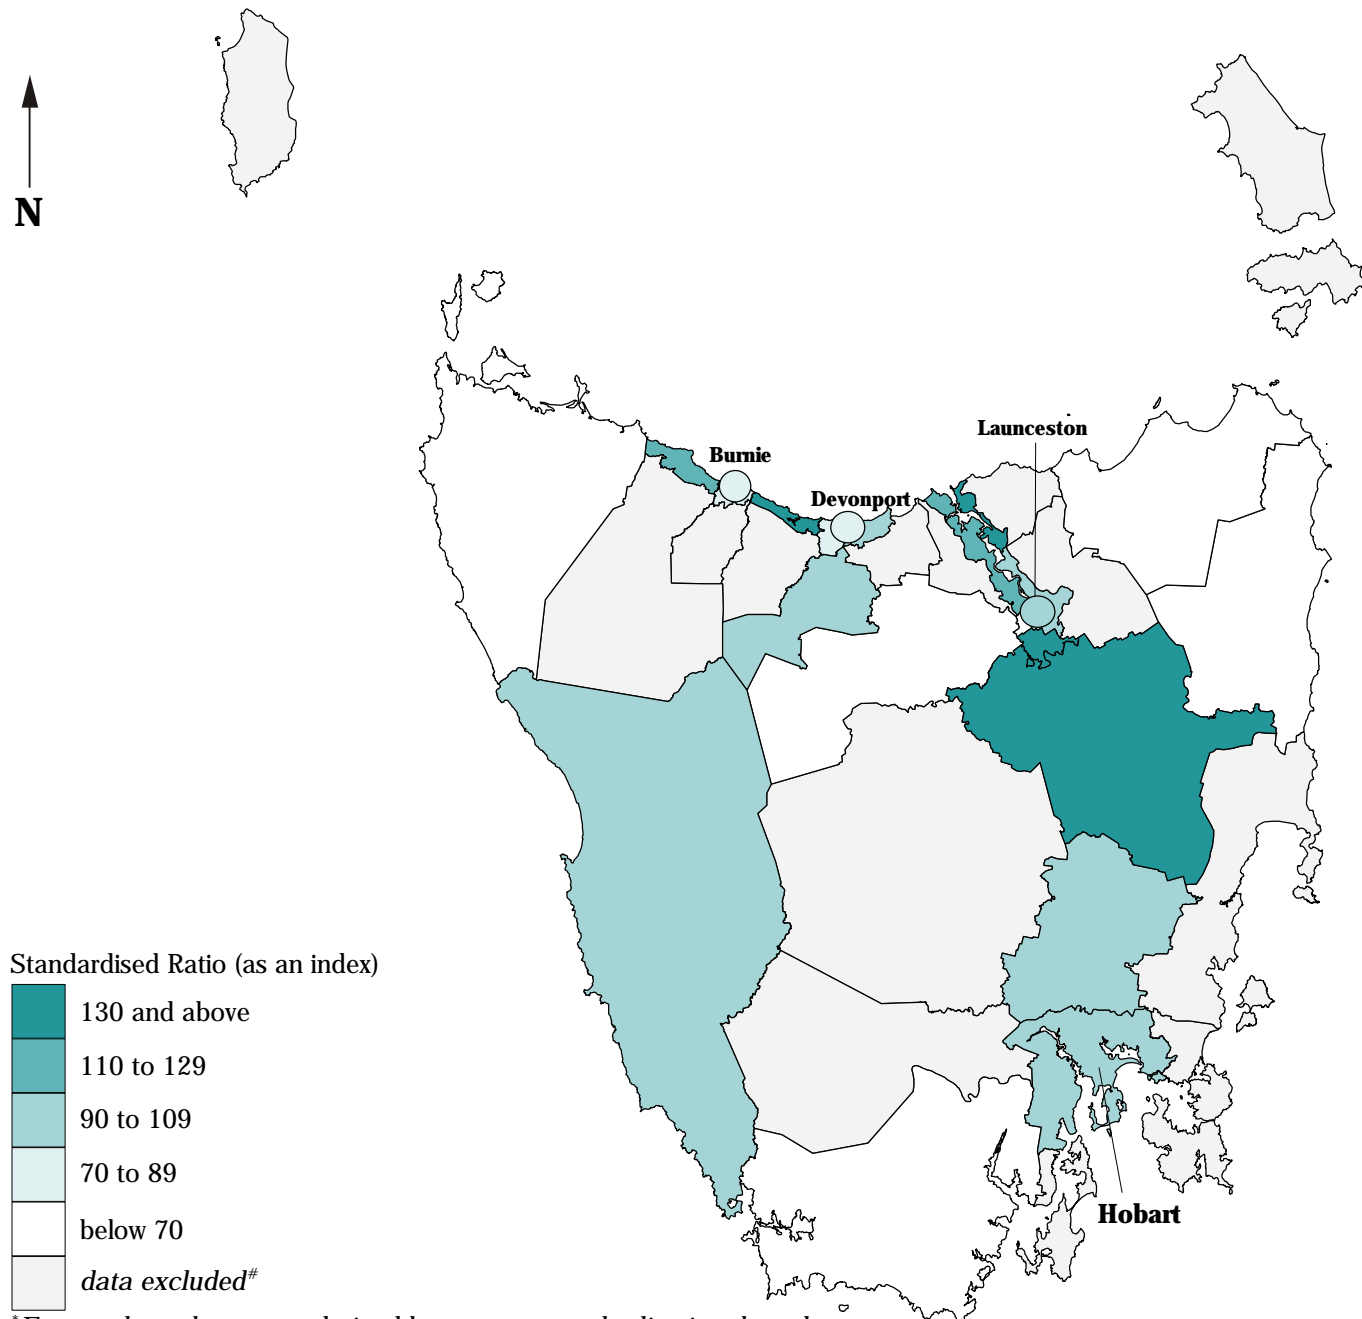 N
Launceston
Burnie
Devonport
Standardised Ratio (as an index)
130 and above
110 to 129
90 to 109
70 to 89
below 70
data excluded#
Hobart